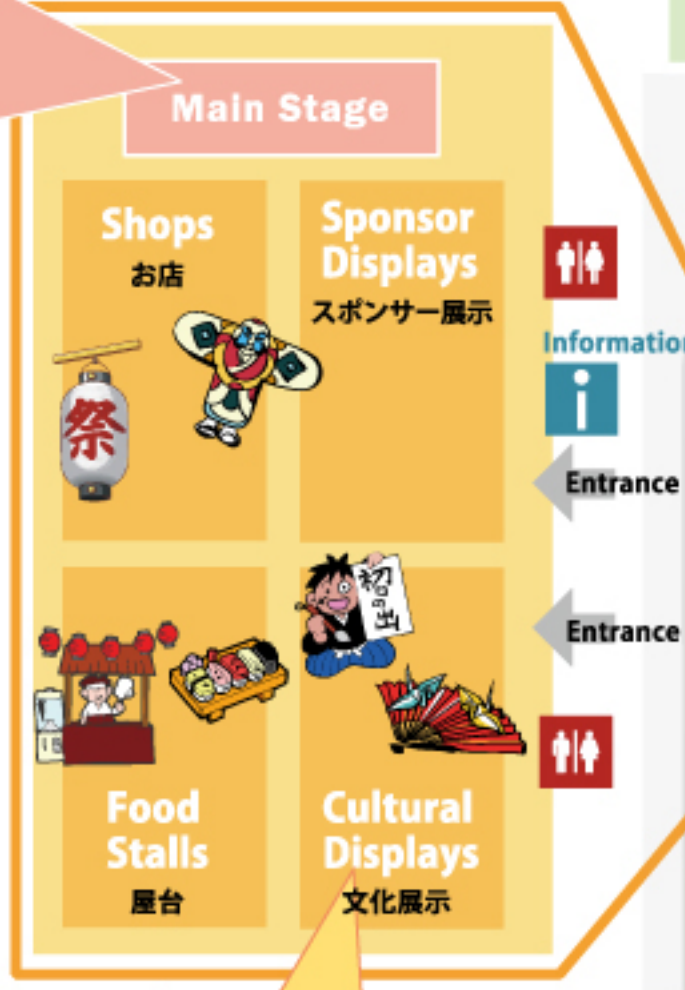 Main Stage
Shops
お店
Sponsor
Displays
スポンサー展示
祭
Information
i
Entrance
初の出
Entrance
Food
Stalls
屋台
Cultural
Displays
文化展示